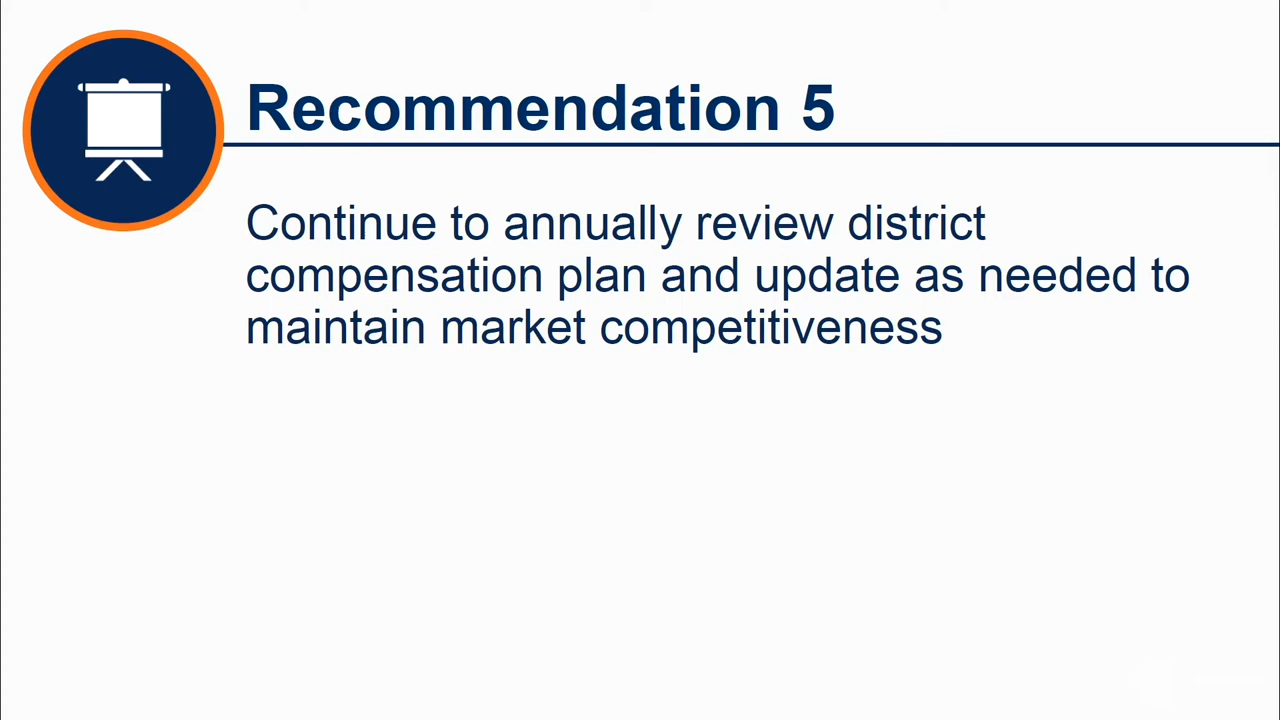 Recommendation 5
Continue to annually review district
compensation plan and update as needed to
maintain market competitiveness